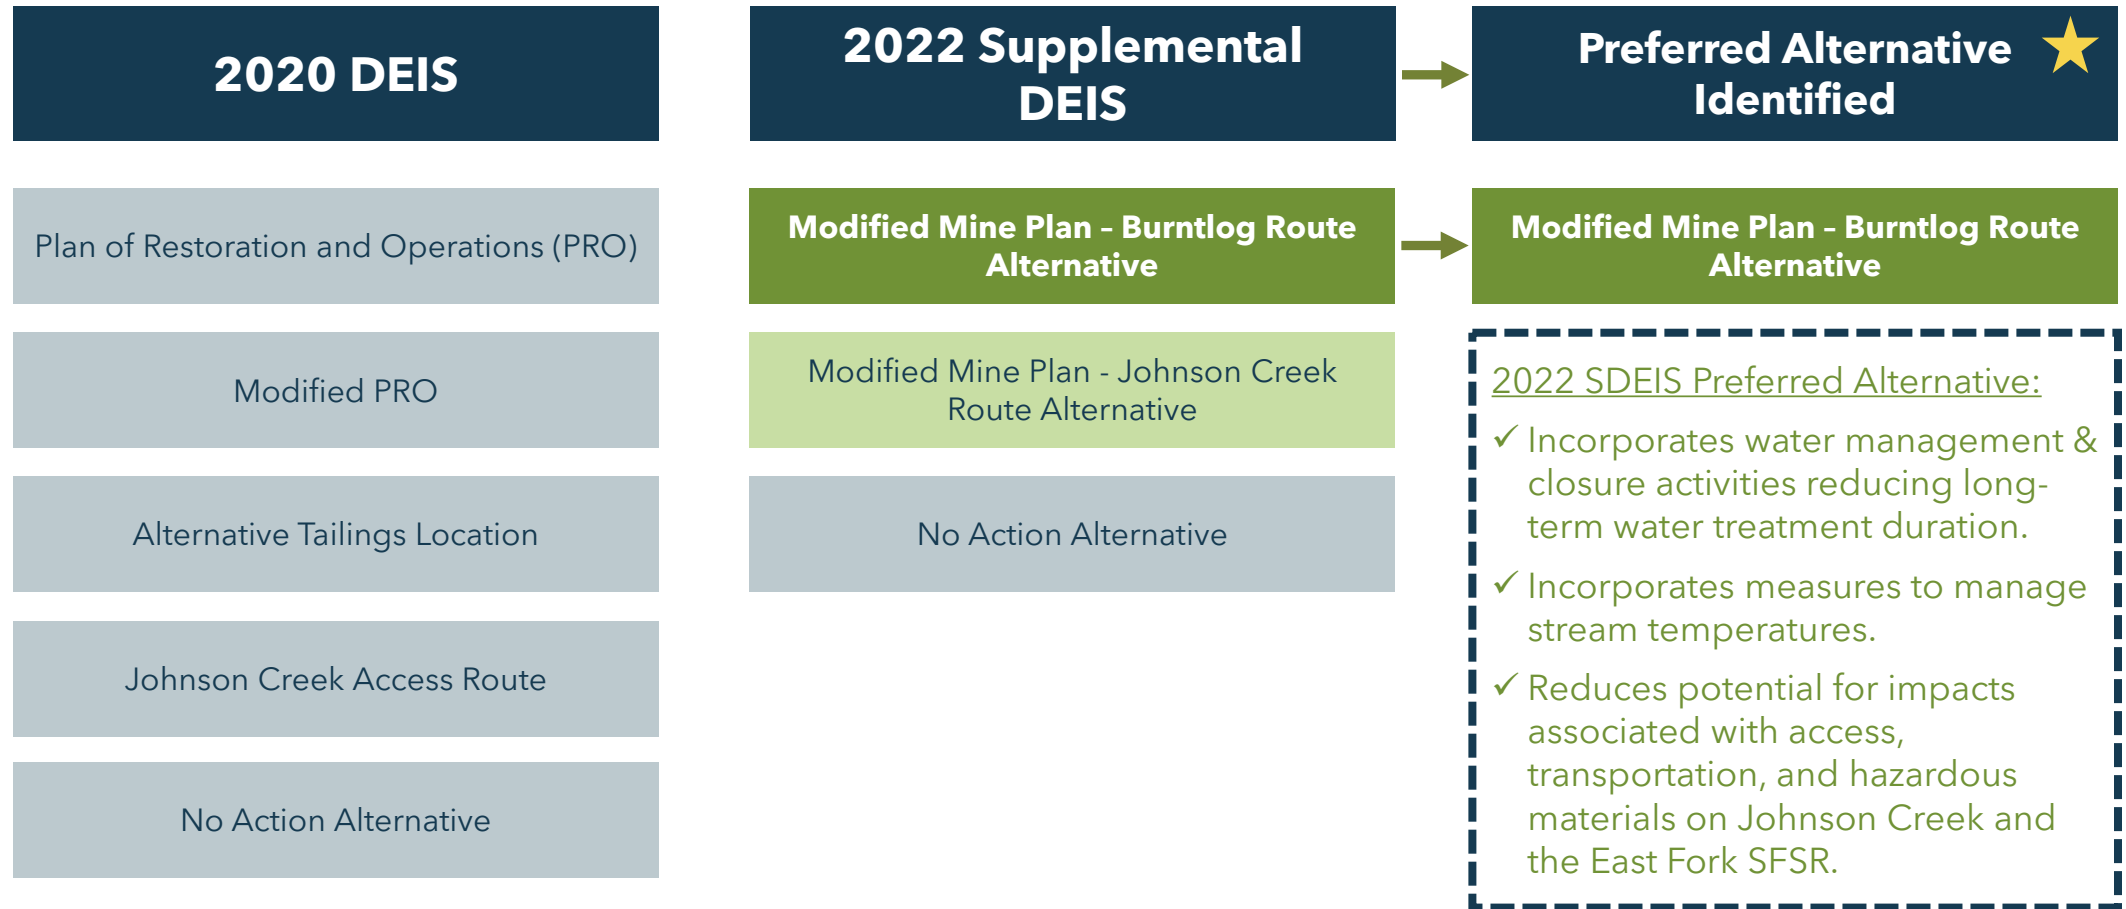 2020 DEIS
Plan of Restoration and Operations (PRO)
Modified PRO
Alternative Tailings Location
Johnson Creek Access Route
No Action Alternative
2022 Supplemental
DEIS
Modified Mine Plan – Burntlog Route
Alternative
Modified Mine Plan - Johnson Creek
Route Alternative
No Action Alternative
Preferred Alternative
Identified
Modified Mine Plan – Burntlog Route
Alternative
2022 SDEIS Preferred Alternative:
✓ Incorporates water management &
closure activities reducing long-
term water treatment duration.
✓ Incorporates measures to manage
stream temperatures.
✓ Reduces potential for impacts
associated with access,
transportation, and hazardous
materials on Johnson Creek and
the East Fork SFSR.